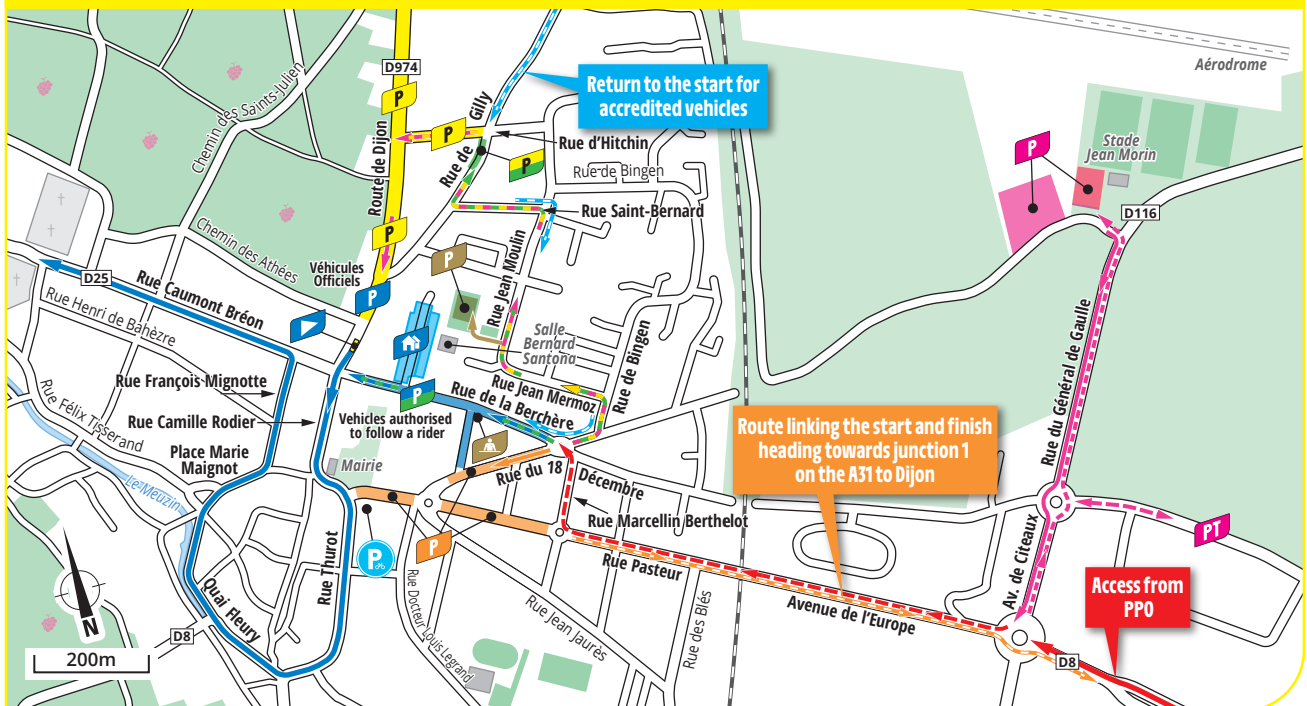 Aérodrome
D974
P
Return to the start for
accredited vehicles
Chemin des Saints-Julien
Route de Dijon
Rue de Gilly
P
Rue d'Hitchin
P
Rue de Bingen
P
Stade
Jean Morin
Rue Saint-Bernard
D116
P
Chemin des Athées
Véhicules
Officiels
P
P
Rue Jean Moulin
D25
Rue Caumont Bréon
Rue Henri de Bahèzre
Salle
Bernard
Santona
Rue de Bingen
Rue du Général de Gaulle
Rue François Mignotte
Rue Jean Mermoz
Rue de la Berchère
P
Rue Félix Tisserand
Rue Camille Rodier
Vehicles authorised
to follow a rider
Route linking the start and finish
heading towards junction 1
on the A31 to Dijon
Place Marie
Maignot
Mairie
Rue du 18 Décembre
Le Meuzin
Rue Marcellin Berthelot
PT
P
P
Rue Pasteur
Rue Thurot
Av. de Citeaux
Access from
PPO
Quai Fleury
Rue Docteur Louis Legrand
Rue Jean Jaurès
Rue des Blés
Avenue de l'Europe
N
D8
D8
200m